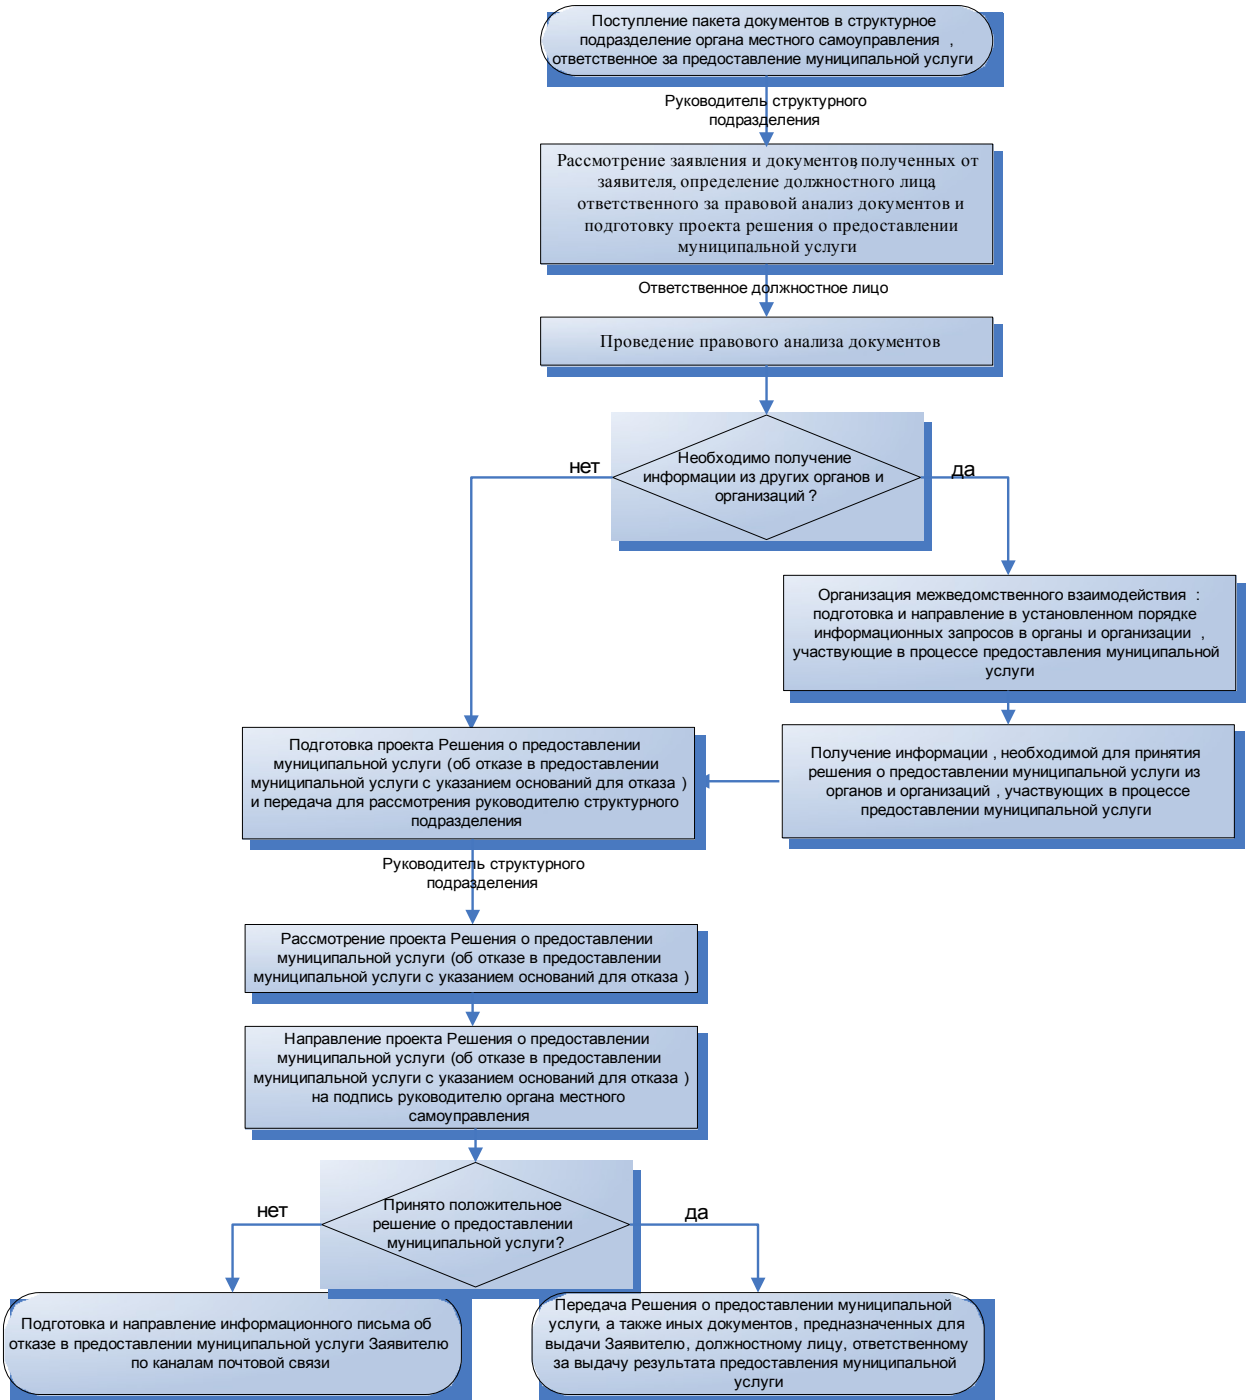 Поступление пакета документов в структурное
подразделение органа местного самоуправления ,
ответственное за предоставление муниципальной услуги
Руководитель структурного
подразделения
Рассмотрение заявления и документов, полученных от
заявителя, определение должностного лица,
ответственного за правовой анализ документов и
подготовку проекта решения о предоставлении
муниципальной услуги
Ответственное должностное лицо
Проведение правового анализа документов
Необходимо получение
информации из других органов и
организаций ?
нет
да
Организация межведомственного взаимодействия :
подготовка и направление в установленном порядке
информационных запросов в органы и организации ,
участвующие в процессе предоставления муниципальной
услуги
Получение информации , необходимой для принятия
решения о предоставлении муниципальной услуги из
органов и организаций , участвующих в процессе
предоставлении муниципальной услуги
Подготовка проекта Решения о предоставлении
муниципальной услуги (об отказе в предоставлении
муниципальной услуги с указанием оснований для отказа )
и передача для рассмотрения руководителю структурного
подразделения
Руководитель структурного
подразделения
Рассмотрение проекта Решения о предоставлении
муниципальной услуги (об отказе в предоставлении
муниципальной услуги с указанием оснований для отказа )
Направление проекта Решения о предоставлении
муниципальной услуги (об отказе в предоставлении
муниципальной услуги с указанием оснований для отказа )
на подпись руководителю органа местного
самоуправления
Принято положительное
решение о предоставлении
муниципальной услуги?
нет
да
Подготовка и направление информационного письма об
отказе в предоставлении муниципальной услуги Заявителю
по каналам почтовой связи
Передача Решения о предоставлении муниципальной
услуги, а также иных документов, предназначенных для
выдачи Заявителю, должностному лицу, ответственному
за выдачу результата предоставления муниципальной
услуги